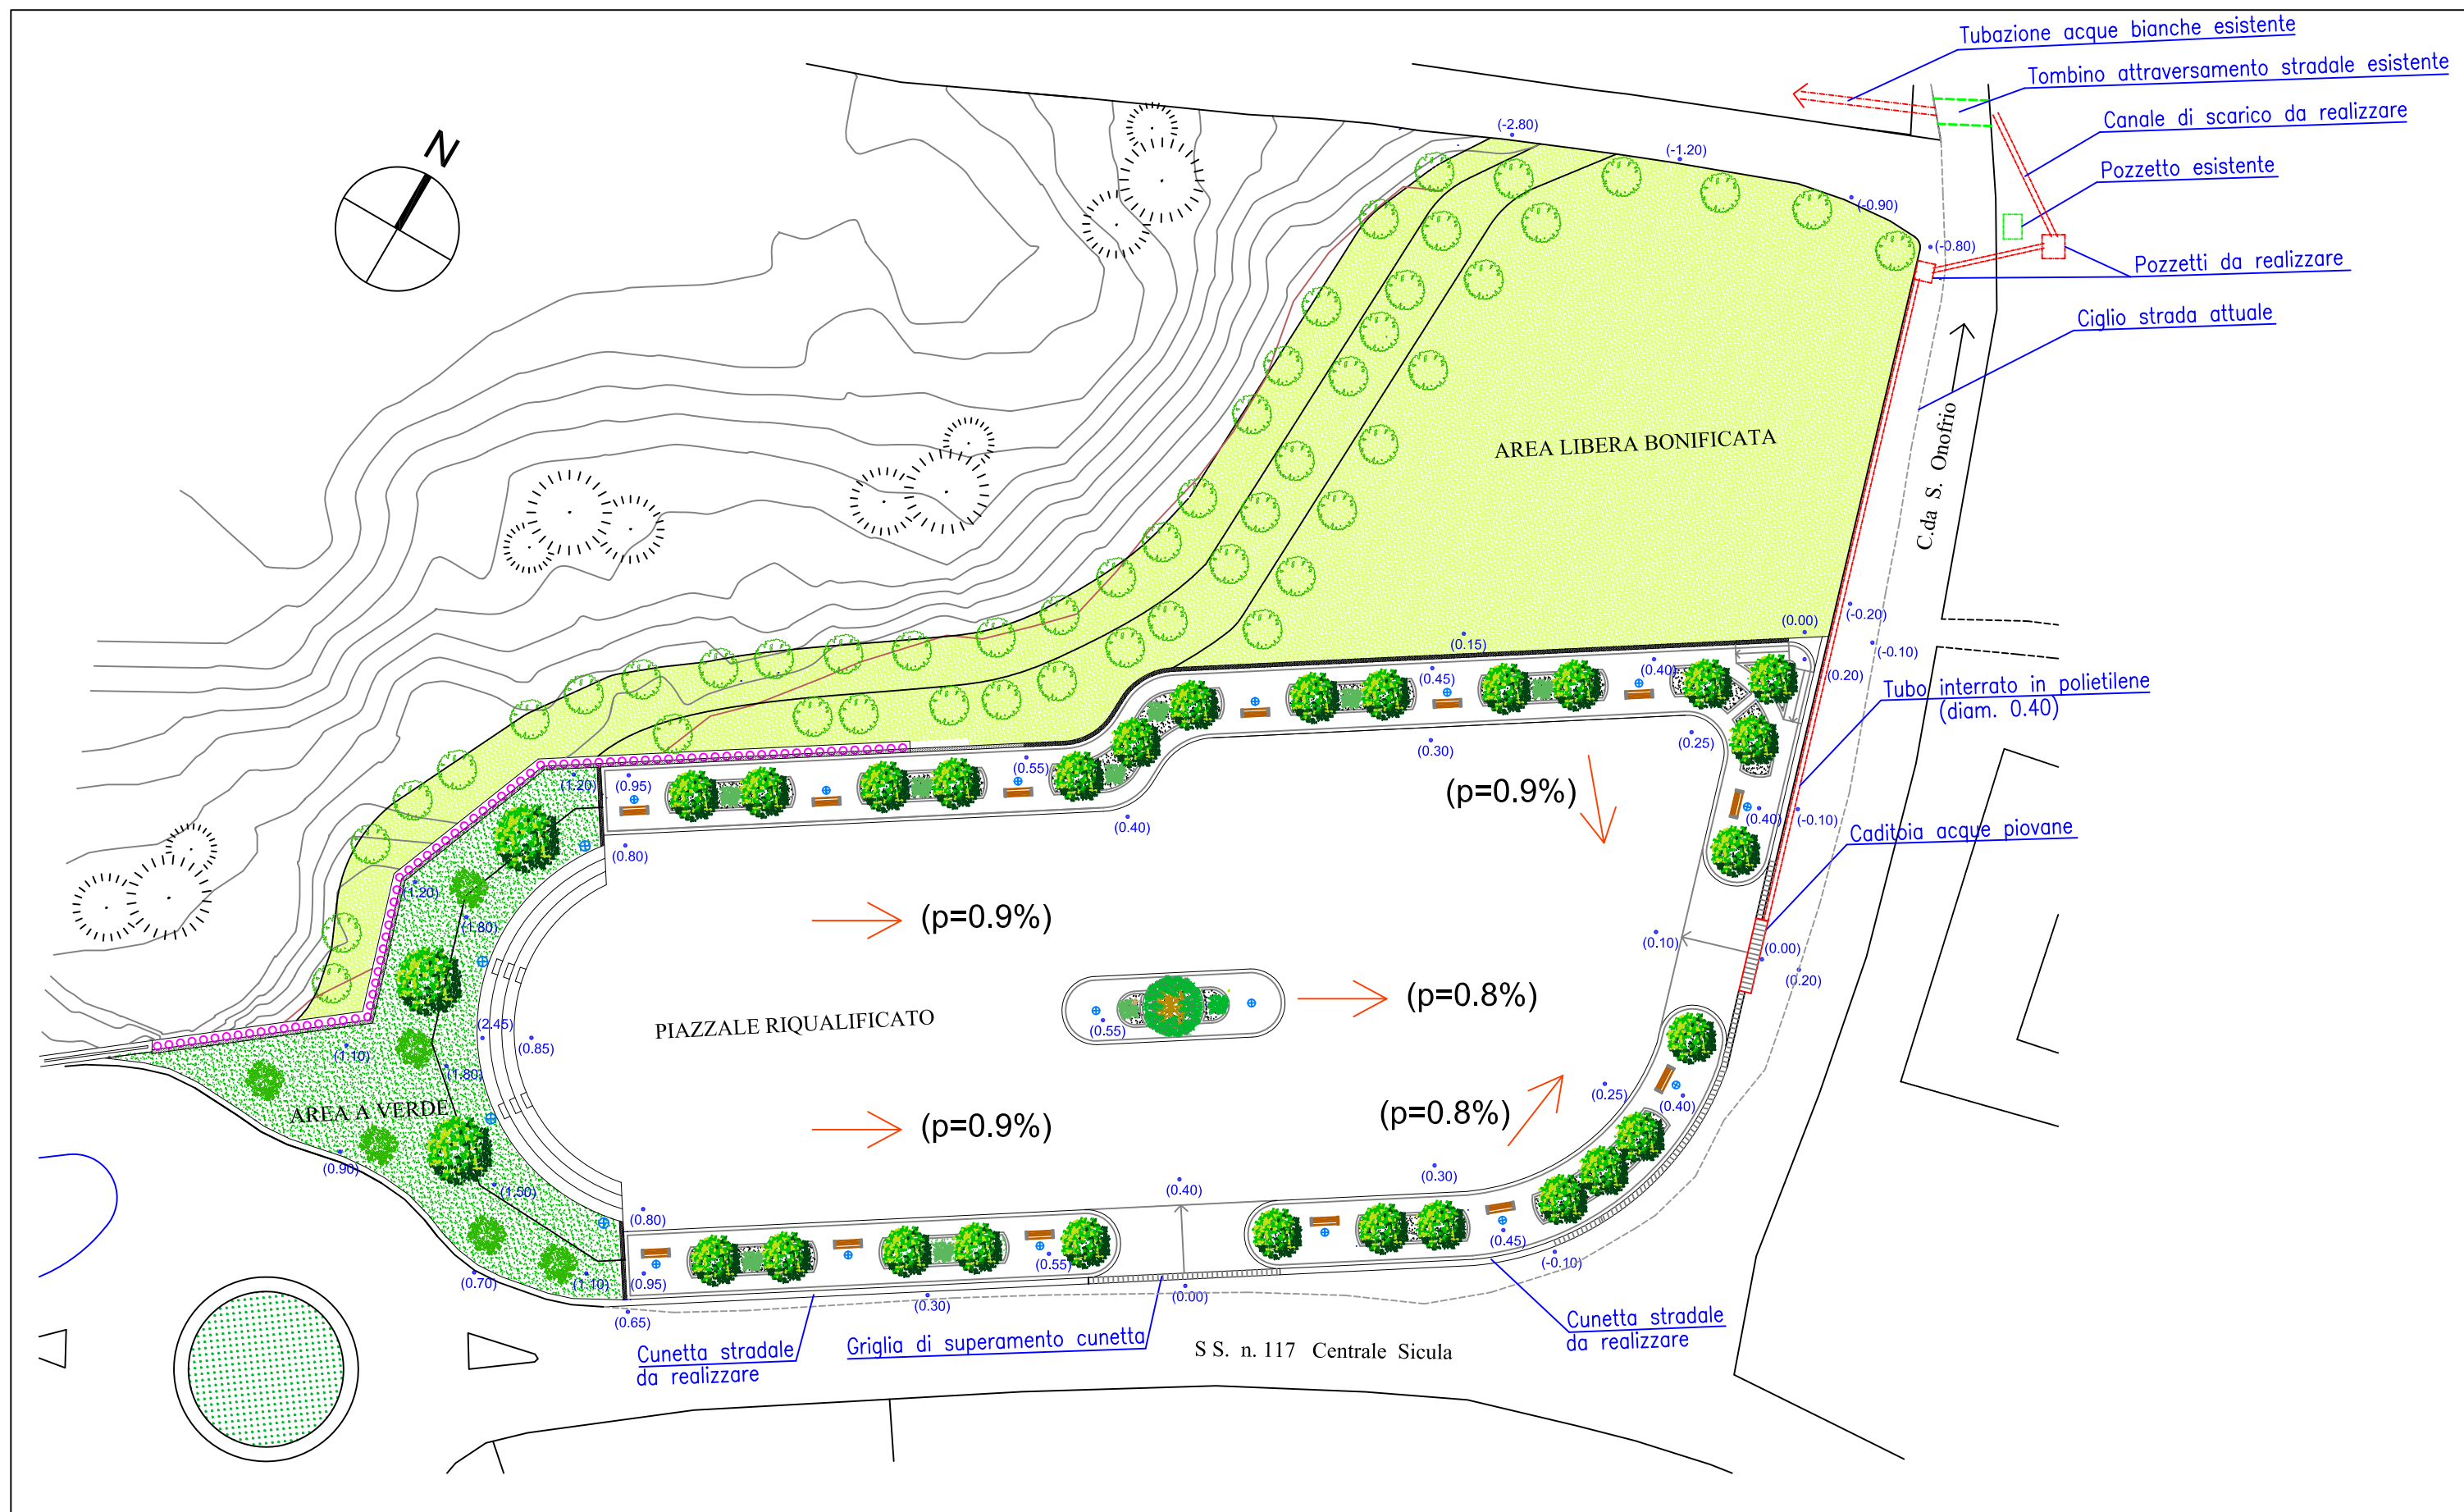 Tubazione acque bianche esistente
Tombino attraversamento stradale esistente
Canale di scarico da realizzare
Pozzetto esistente
Pozzetti da realizzare
Ciglio strada attuale
N
(-2.80)
(-1.20)
(-0.90)
(-0.80)
AREA LIBERA BONIFICATA
C.da S. Onofrio
(-0.20)
(0.00)
(0.15)
(-0.10)
(0.40)
(0.45)
(0.20)
Tubo interrato in polietilene
(diam. 0.40)
(0.30)
(0.25)
(0.55)
(1.20)
(0.95)
(p=0.9%)
(0.40)
(0.40)
(-0.10)
Caditoia acque piovane
(0.80)
(1.20)
(1.80)
(p=0.9%)
(0.10)
(0.00)
(0.20)
(p=0.8%)
PIAZZALE RIQUALIFICATO
(0.55)
(2.45)
(0.85)
(1.10)
(1.80)
AREA A VERDE
(p=0.9%)
(p=0.8%)
(0.25)
(0.40)
(0.90)
(1.50)
(0.30)
(0.40)
(0.80)
(0.45)
(0.55)
(-0.10)
(0.70)
(1.10)
(0.95)
(0.00)
(0.30)
(0.65)
Cunetta stradale
da realizzare
Griglia di superamento cunetta
S S. n. 117 Centrale Sicula
Cunetta stradale
da realizzare